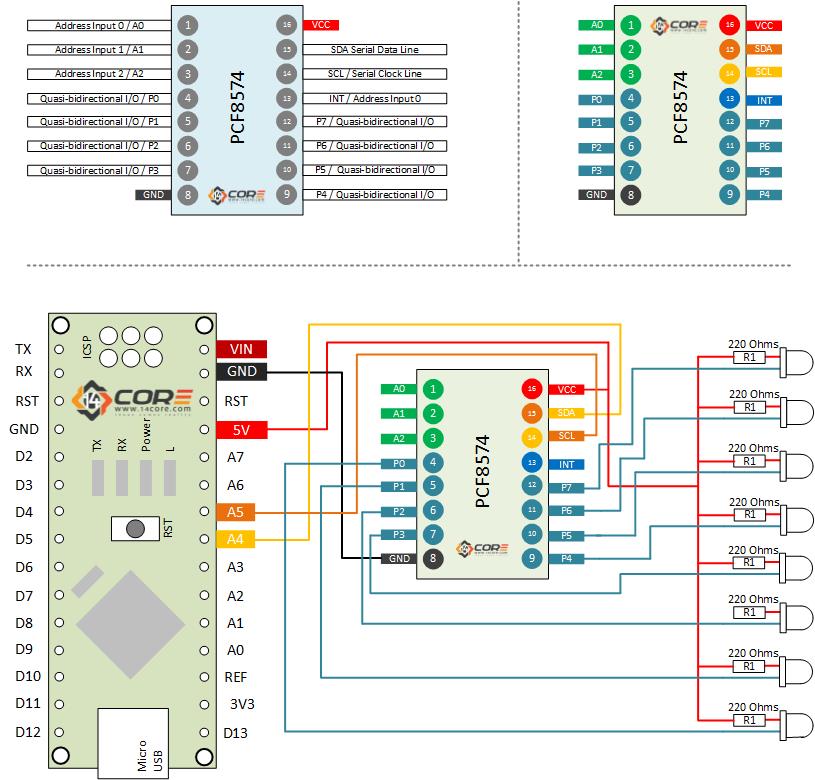 Address Input 0 / A0
Address Input 1 / A1
Address Input 2 / A2
Quasi-bidirectional I/O / P0
Quasi-bidirectional I/O / P1
Quasi-bidirectional I/O / P2
Quasi-bidirectional I/O / P3
GND
1
2
3
4
5
6
7
8
PCF8574
14CORE
www.14core.com
16
15
14
13
12
11
10
9
VCC
SDA Serial Data Line
SCL / Serial Clock Line
INT / Address Input 0
P7 / Quasi-bidirectional I/O
P6 / Quasi-bidirectional I/O
P5 / Quasi-bidirectional I/O
P4 / Quasi-bidirectional I/O
A0
A1
A2
P0
P1
P2
P3
GND
1
2
3
4
5
6
7
8
14CORE
PCF8574
16
15
14
13
12
11
10
9
VCC
SDA
SCL
INT
P7
P6
P5
P4
TX
RX
RST
GND
D2
D3
D4
D5
D6
D7
D8
D9
D10
D11
D12
ICSP
14CORE
www.14core.com
TX
RX
Power
L
RST
Micro
USB
VIN
GND
RST
5V
A7
A6
A5
A4
A3
A2
A1
A0
REF
3V3
D13
A0
A1
A2
P0
P1
P2
P3
GND
1
2
3
4
5
6
7
8
PCF8574
14CORE
16
15
14
13
12
11
10
9
VCC
SDA
SCL
INT
P7
P6
P5
P4
220 Ohms
R1
220 Ohms
R1
220 Ohms
R1
220 Ohms
R1
220 Ohms
R1
220 Ohms
R1
220 Ohms
R1
220 Ohms
R1